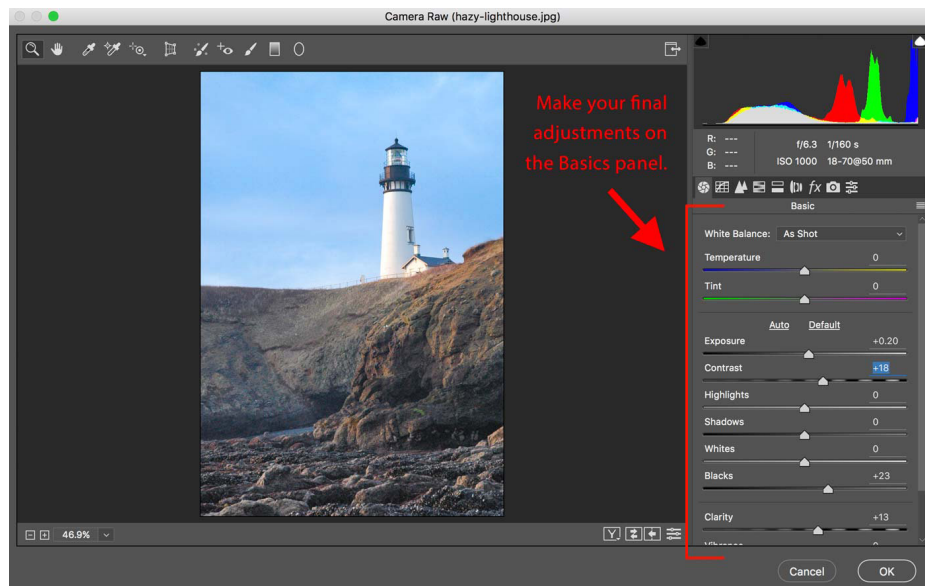 Camera Raw (hazy-lighthouse.jpg)
Make your final
adjustments on
the Basics panel.
R: ---
G: ---
B: ---
f/6.3 1/160 s
ISO 1000 18-70@50 mm
fx
Basic
White Balance: As Shot
Temperature 0
Tint 0
Auto Default
Exposure +0.20
Contrast +18
Highlights 0
Shadows 0
Whites 0
Blacks +23
Clarity +13
46.9%
Y
Cancel OK